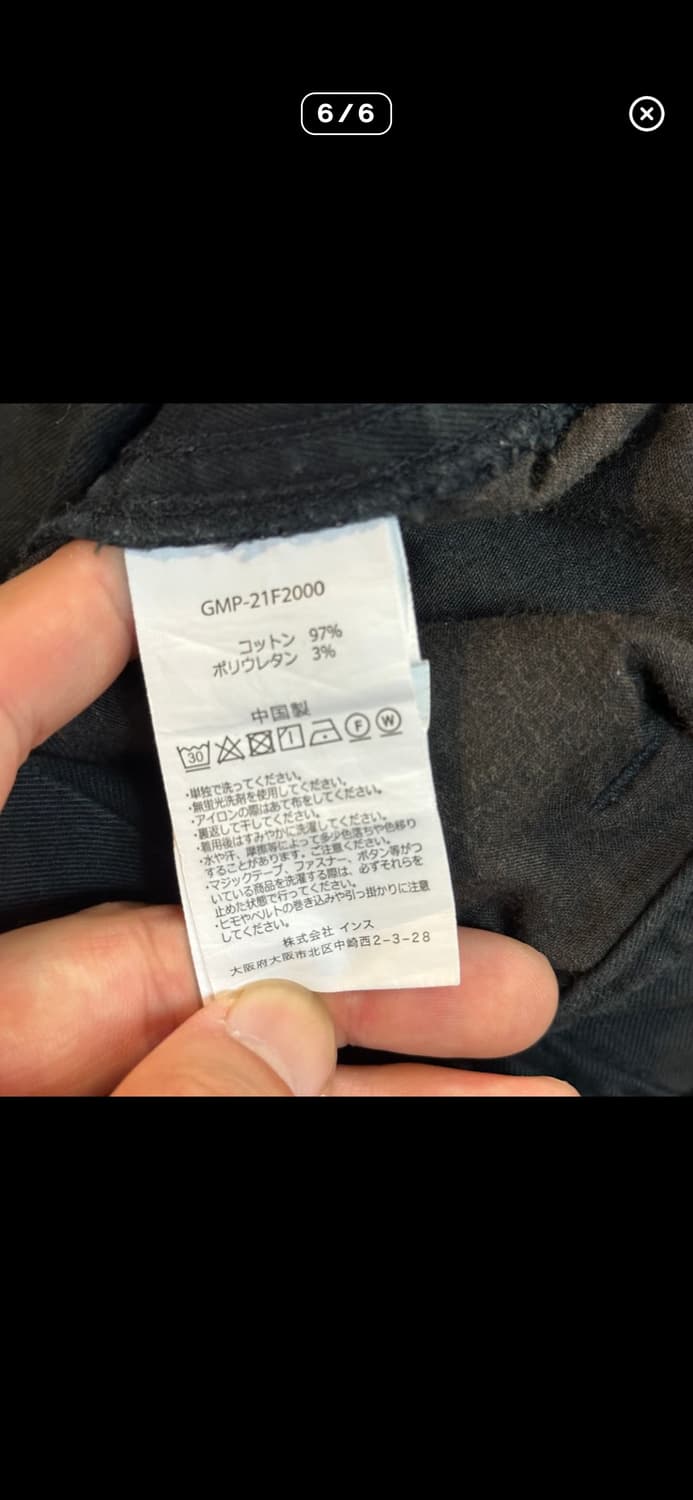 6/6
GMP-21F2000
コットン 97%
ポリウレタン 3%
中国製
30 F W
・単独で洗ってください。
・無蛍光洗剤を使用してください。
・アイロンの際はあて布をしてください。
・裏返して干してください。
・着用後はすみやかに洗濯してください。
・水や汗、摩擦等によって多少色落ちや色移り
することがあります。ご注意ください。
・マジックテープ、ファスナー、ボタン等がつ
いている商品を洗濯する際は、必ずそれらを
止めた状態で行ってください。
・ヒモやベルトの巻き込みや引っ掛かりに注意
してください。
株式会社 インス
大阪府大阪市北区中崎西2-3-28